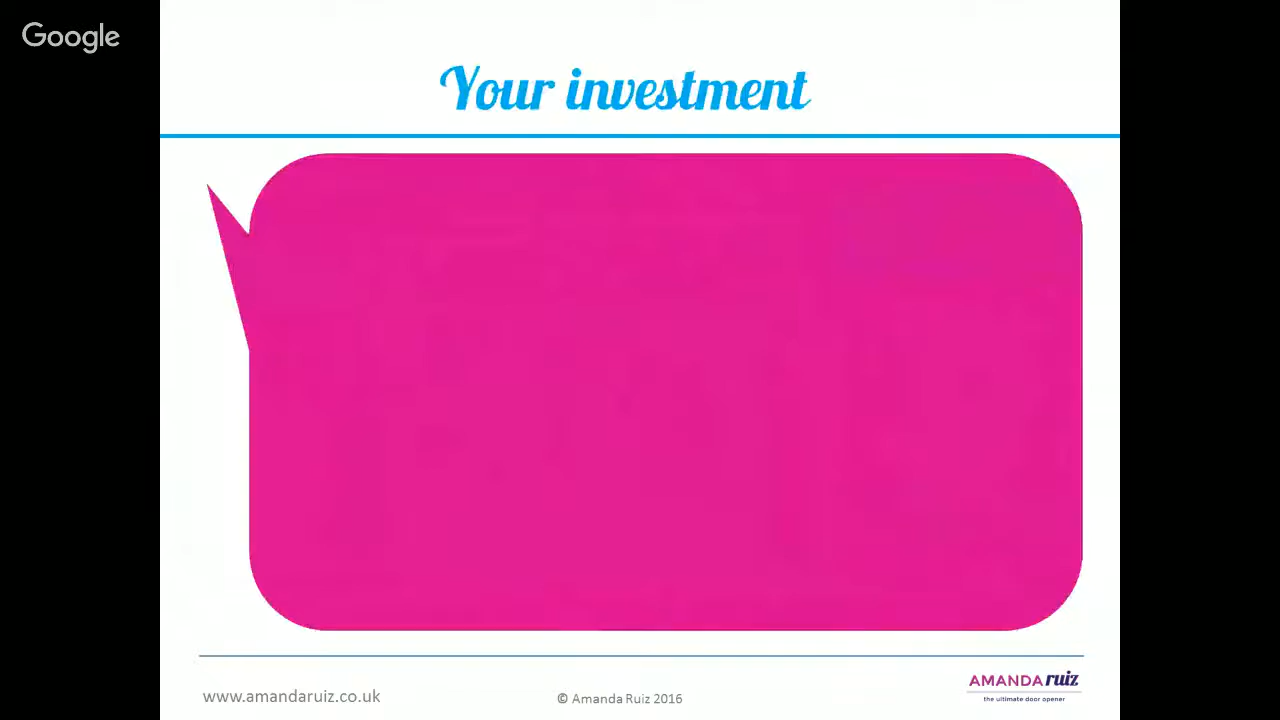 Google
Your investment
www.amandaruiz.co.uk
© Amanda Ruiz 2016
AMANDA ruiz
the ultimate door opener